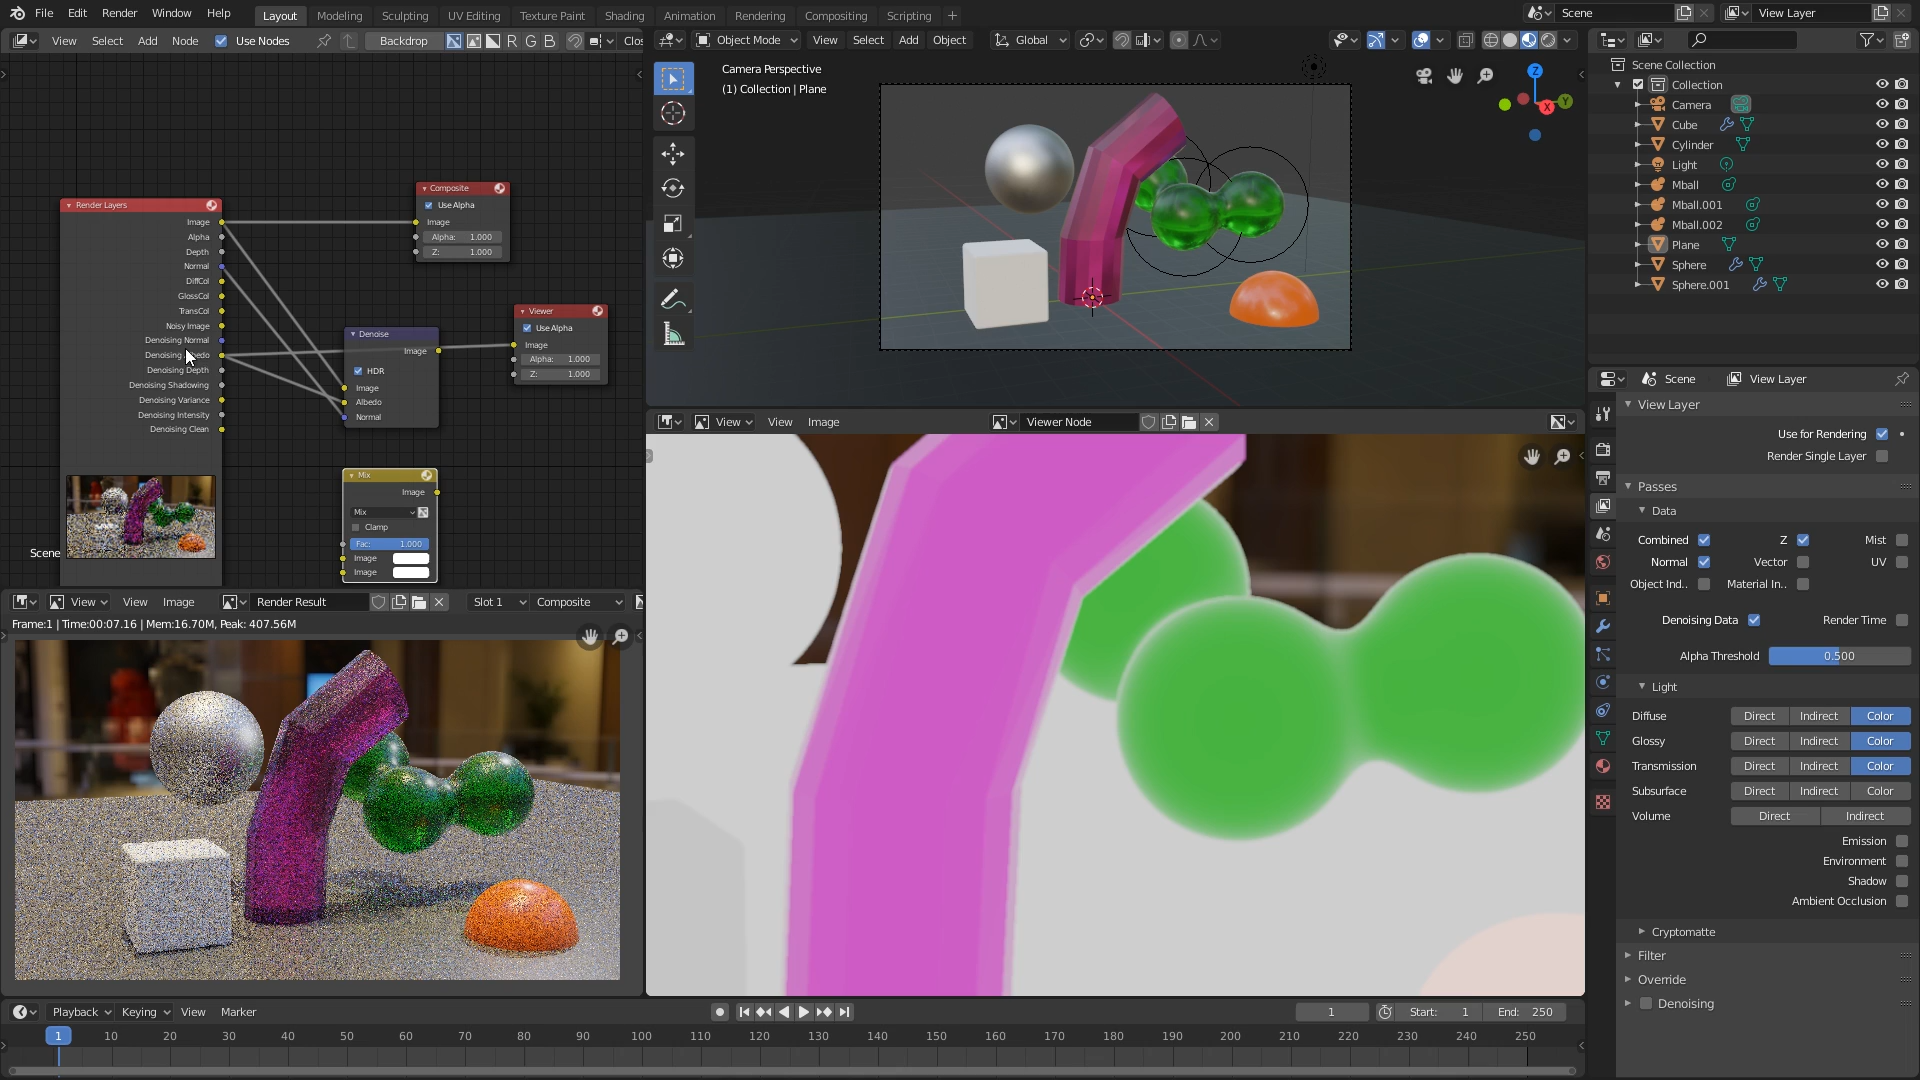 File Edit Render Window Help Layout Modeling Sculpting UV Editing Texture Paint Shading Animation Rendering Compositing Scripting + Scene View Layer
View Select Add Node Use Nodes Backdrop R G B Clos
Object Mode View Select Add Object Global
Camera Perspective
(1) Collection | Plane
Z
X
Y
Scene Collection
Collection
Camera
Cube
Cylinder
Light
Mball
Mball.001
Mball.002
Plane
Sphere
Sphere.001
Render Layers
Image
Alpha
Depth
Normal
DiffCol
GlossCol
TransCol
Noisy Image
Denoising Normal
Denoising Albedo
Denoising Depth
Denoising Shadowing
Denoising Variance
Denoising Intensity
Denoising Clean
Scene
Composite
Use Alpha
Image
Alpha: 1.000
Z: 1.000
Viewer
Use Alpha
Image
Alpha: 1.000
Z: 1.000
Denoise
Image
HDR
Image
Albedo
Normal
Mix
Image
Mix
Clamp
Fac: 1.000
Image
Image
View View Image Viewer Node
View View Image Render Result Slot 1 Composite
Frame:1 | Time:00:07.16 | Mem:16.70M, Peak: 407.56M
Scene View Layer
View Layer
Use for Rendering
Render Single Layer
Passes
Data
Combined Z Mist
Normal Vector UV
Object Ind.. Material In..
Denoising Data Render Time
Alpha Threshold 0.500
Light
Diffuse Direct Indirect Color
Glossy Direct Indirect Color
Transmission Direct Indirect Color
Subsurface Direct Indirect Color
Volume Direct Indirect
Emission
Environment
Shadow
Ambient Occlusion
Cryptomatte
Filter
Override
Denoising
Playback Keying View Marker 1 Start: 1 End: 250
1 10 20 30 40 50 60 70 80 90 100 110 120 130 140 150 160 170 180 190 200 210 220 230 240 250